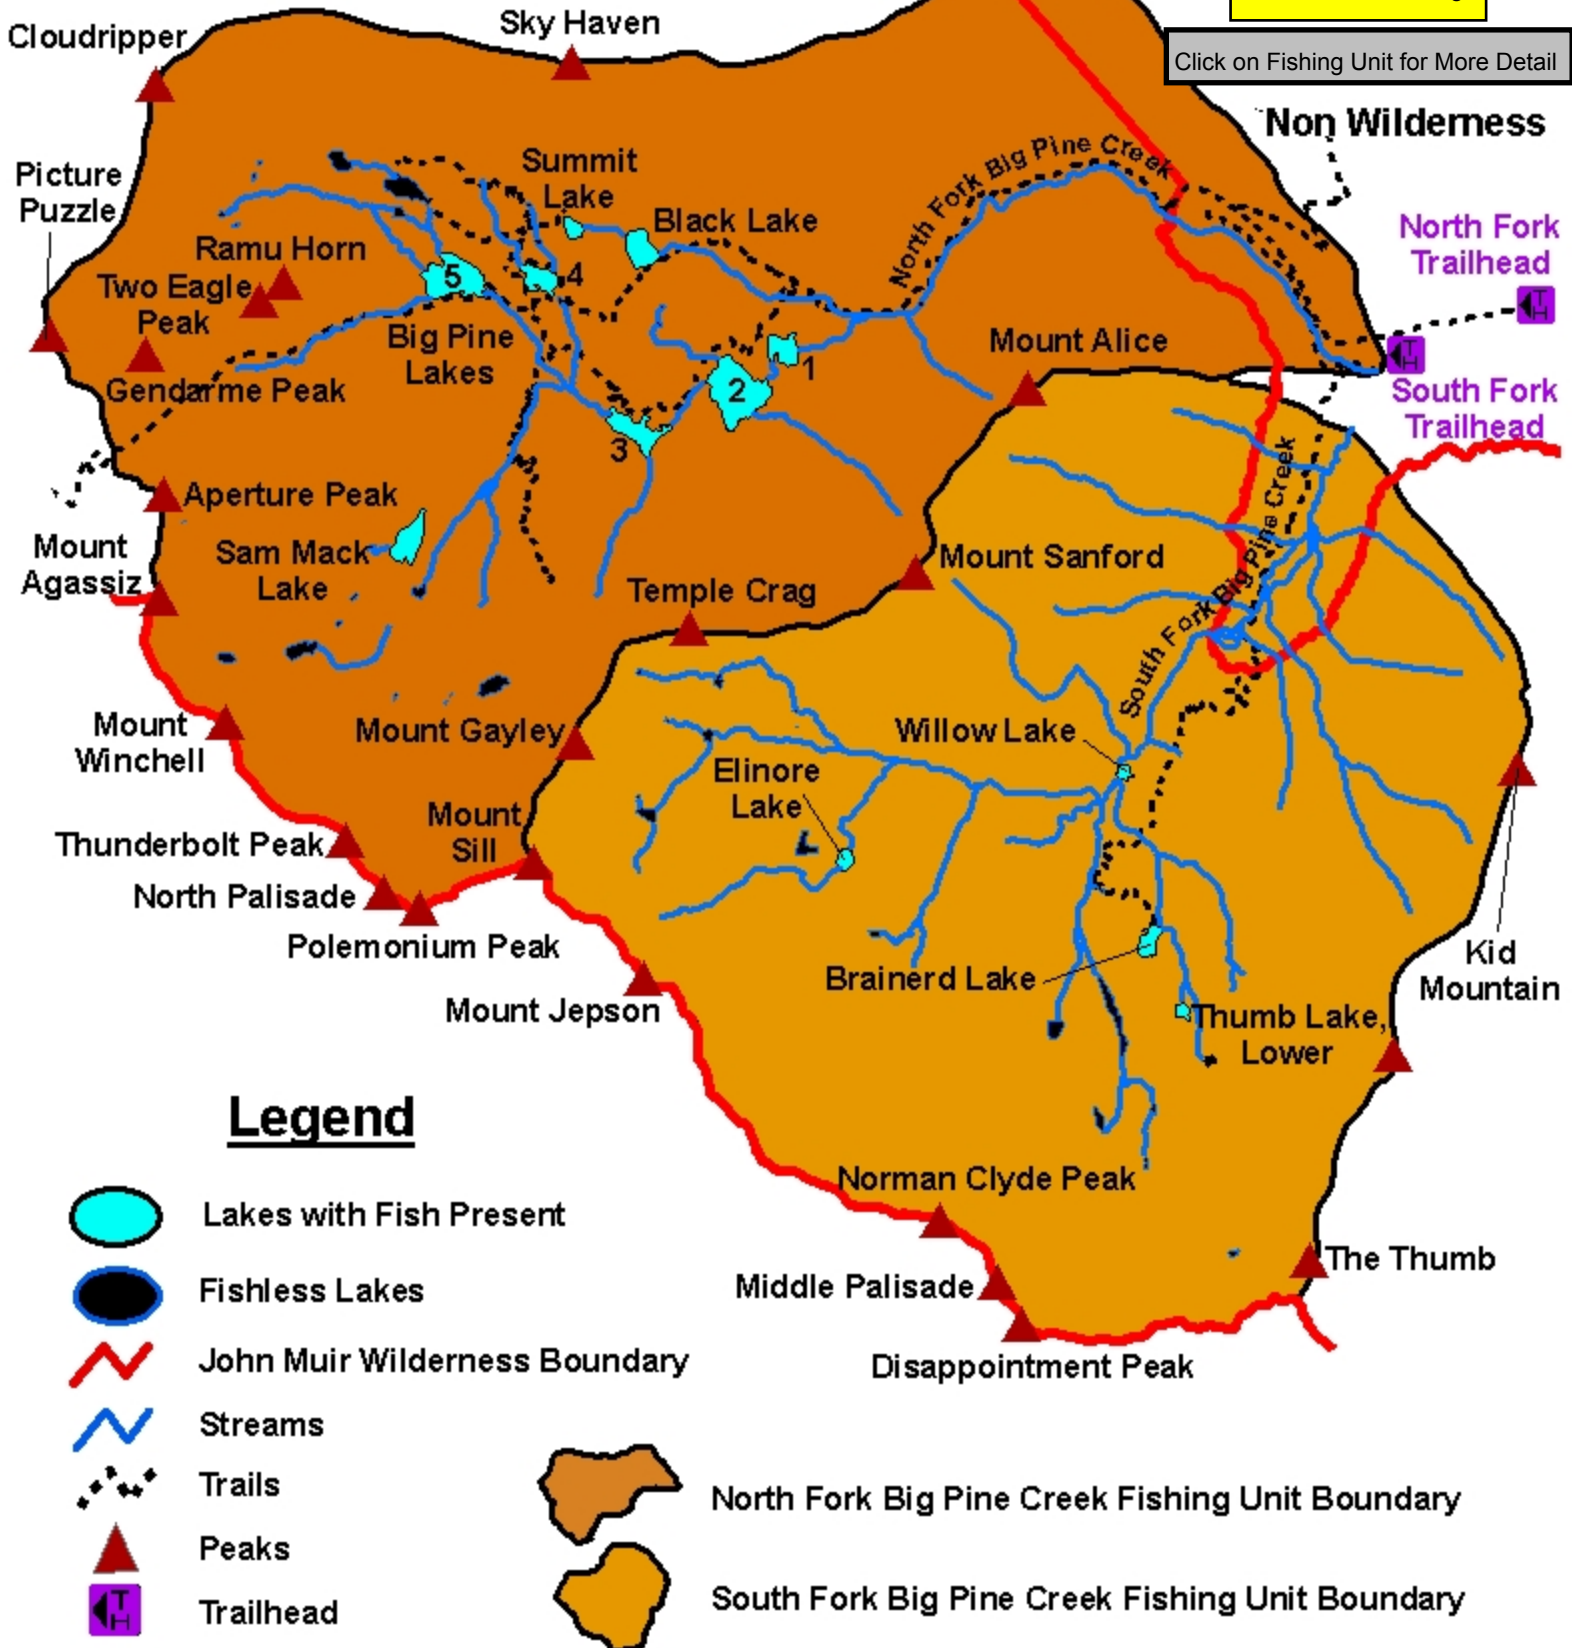 Click on Fishing Unit for More Detail
Sky Haven
Cloudripper
Non Wilderness
North Fork Big Pine Creek
Summit
Lake
Picture
Puzzle
Black Lake
North Fork
Trailhead
Ramu Horn
Two Eagle
Peak
5
4
Big Pine
Lakes
Mount Alice
1
2
Gendarme Peak
South Fork
Trailhead
TH
TH
3
Aperture Peak
South Fork Big Pine Creek
Mount
Agassiz
Sam Mack
Lake
Mount Sanford
Temple Crag
Mount
Winchell
Mount Gayley
Willow Lake
Elinore
Lake
Mount
Sill
Thunderbolt Peak
North Palisade
Polemonium Peak
Brainerd Lake
Kid
Mountain
Mount Jepson
Thumb Lake,
Lower
Norman Clyde Peak
The Thumb
Middle Palisade
Disappointment Peak
Legend
Lakes with Fish Present
Fishless Lakes
John Muir Wilderness Boundary
Streams
Trails
Peaks
TH
Trailhead
North Fork Big Pine Creek Fishing Unit Boundary
South Fork Big Pine Creek Fishing Unit Boundary